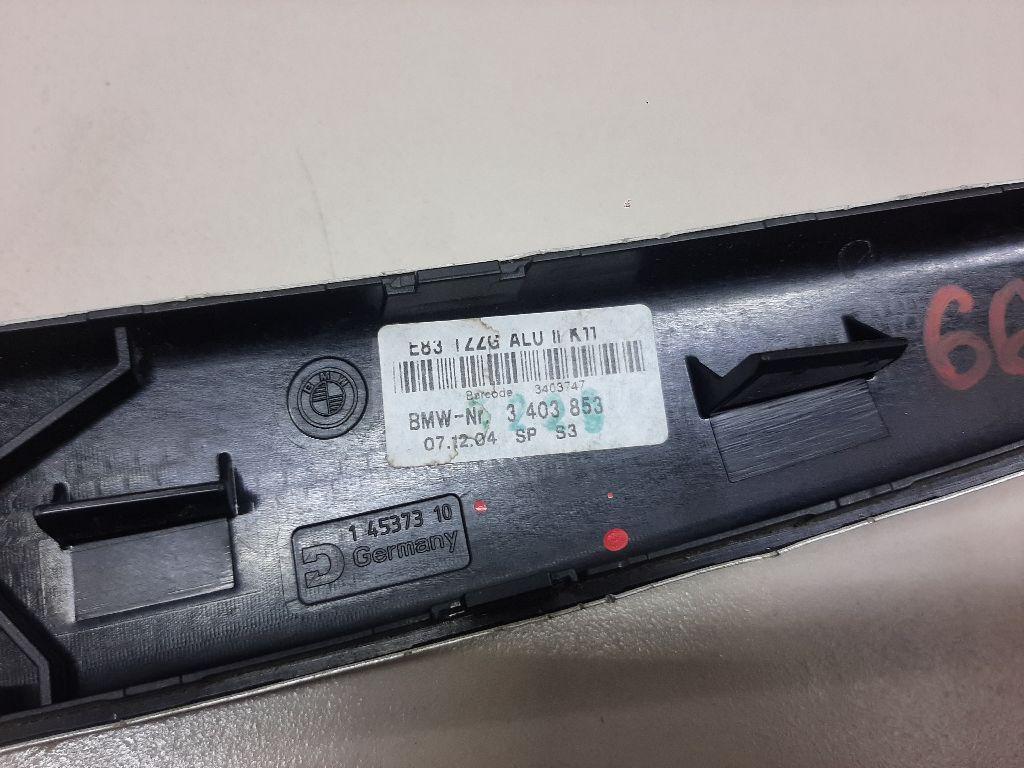 E83 TZZG ALU II K11
Barcode 3403747
BMW-Nr. 3 403 853
07.12.04 SP S3
1 45373 10
Germany
66